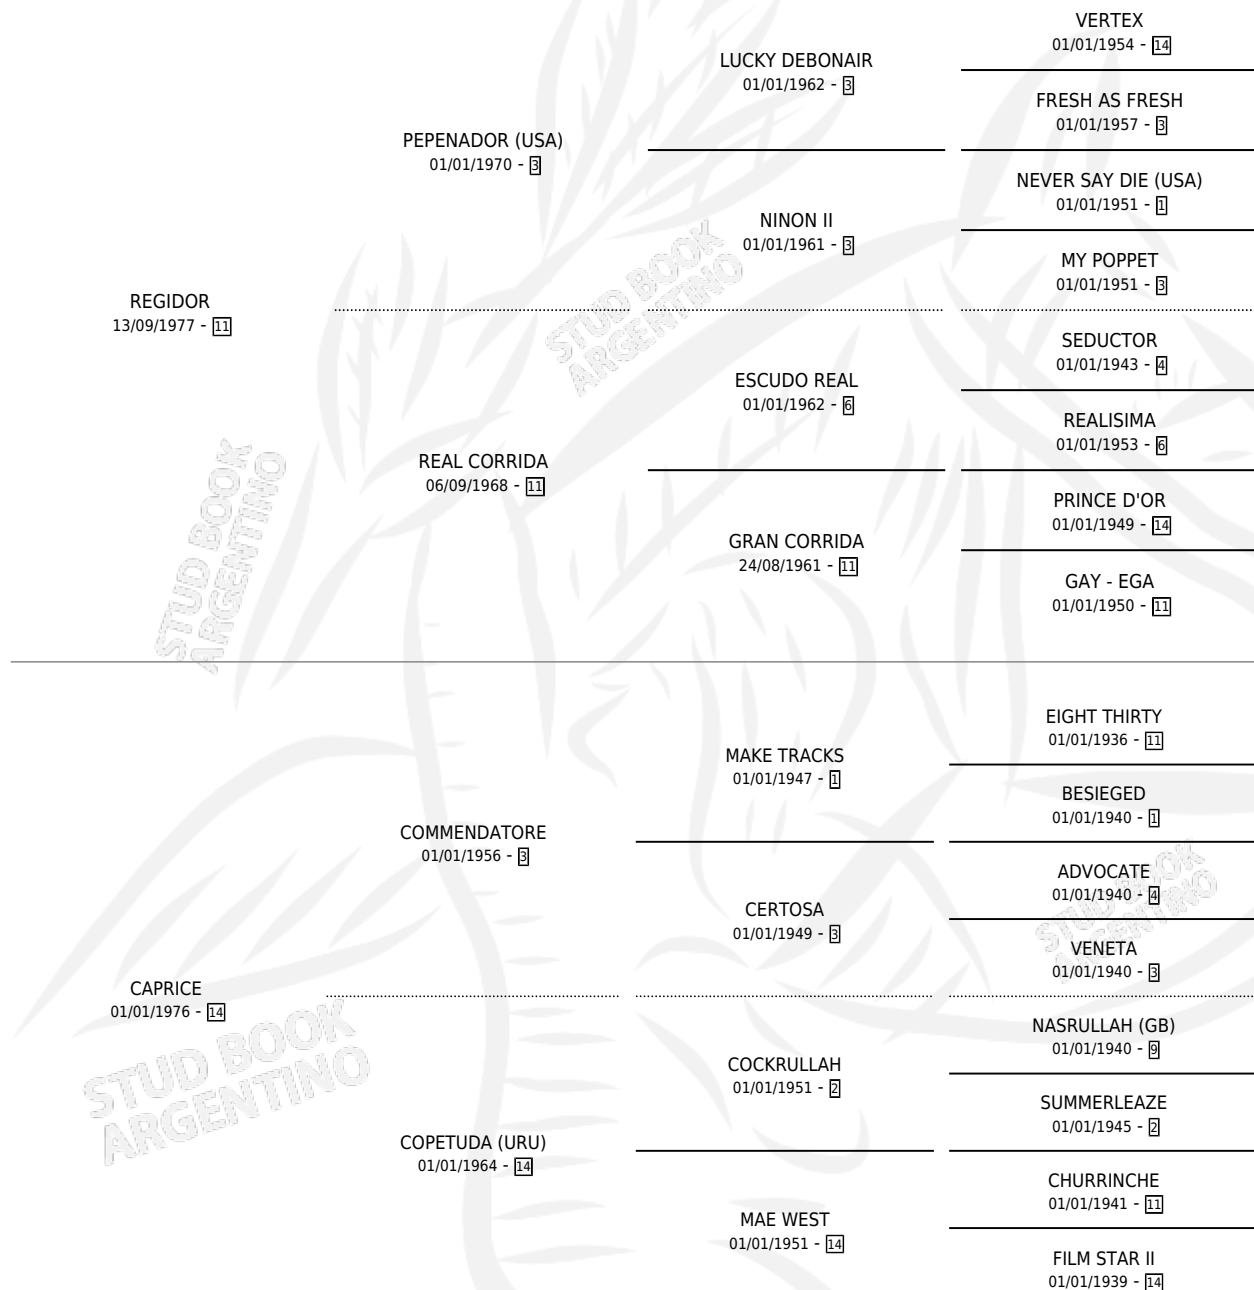 VERTEX
01/01/1954 - 14
LUCKY DEBONAIR
01/01/1962 - 3
FRESH AS FRESH
01/01/1957 - 3
PEPENADOR (USA)
01/01/1970 - 3
NEVER SAY DIE (USA)
01/01/1951 - 1
NINON II
01/01/1961 - 3
MY POPPET
01/01/1951 - 3
REGIDOR
13/09/1977 - 11
STUD BOOK
ARGENTINO
SEDUCTOR
01/01/1943 - 4
ESCUDO REAL
01/01/1962 - 6
REALISIMA
01/01/1953 - 6
REAL CORRIDA
06/09/1968 - 11
PRINCE D'OR
01/01/1949 - 14
GRAN CORRIDA
24/08/1961 - 11
GAY - EGA
01/01/1950 - 11
STUD BOOK
ARGENTINO
EIGHT THIRTY
01/01/1936 - 11
MAKE TRACKS
01/01/1947 - 1
BESIEGED
01/01/1940 - 1
COMMENDATORE
01/01/1956 - 3
ADVOCATE
01/01/1940 - 4
CERTOSA
01/01/1949 - 3
VENETA
01/01/1940 - 3
STUD BOOK
ARGENTINO
CAPRICE
01/01/1976 - 14
STUD BOOK
ARGENTINO
NASRULLAH (GB)
01/01/1940 - 9
COCKRULLAH
01/01/1951 - 2
SUMMERLEAZE
01/01/1945 - 2
COPETUDA (URU)
01/01/1964 - 14
CHURRINCHE
01/01/1941 - 11
MAE WEST
01/01/1951 - 14
FILM STAR II
01/01/1939 - 14